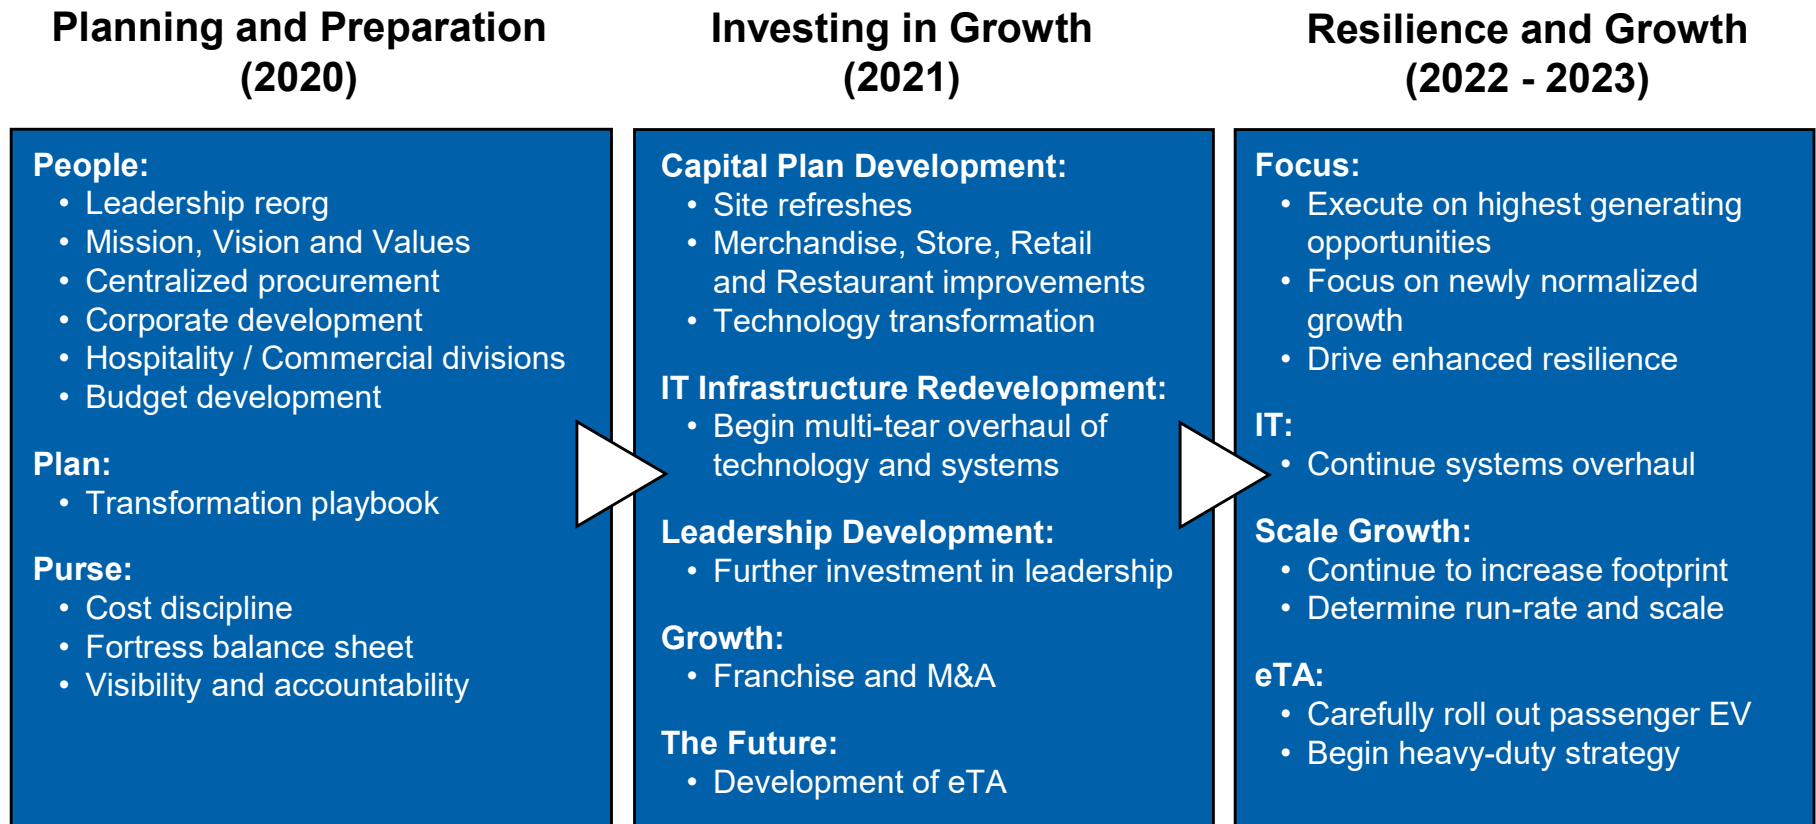 Planning and Preparation
(2020)
People:
• Leadership reorg
• Mission, Vision and Values
• Centralized procurement
• Corporate development
• Hospitality / Commercial divisions
• Budget development
Plan:
• Transformation playbook
Purse:
• Cost discipline
• Fortress balance sheet
• Visibility and accountability
Investing in Growth
(2021)
Capital Plan Development:
• Site refreshes
• Merchandise, Store, Retail
and Restaurant improvements
• Technology transformation
IT Infrastructure Redevelopment:
• Begin multi-tear overhaul of
technology and systems
Leadership Development:
• Further investment in leadership
Growth:
• Franchise and M&A
The Future:
• Development of eTA
Resilience and Growth
(2022 - 2023)
Focus:
• Execute on highest generating
opportunities
• Focus on newly normalized
growth
• Drive enhanced resilience
IT:
• Continue systems overhaul
Scale Growth:
• Continue to increase footprint
• Determine run-rate and scale
eTA:
• Carefully roll out passenger EV
• Begin heavy-duty strategy